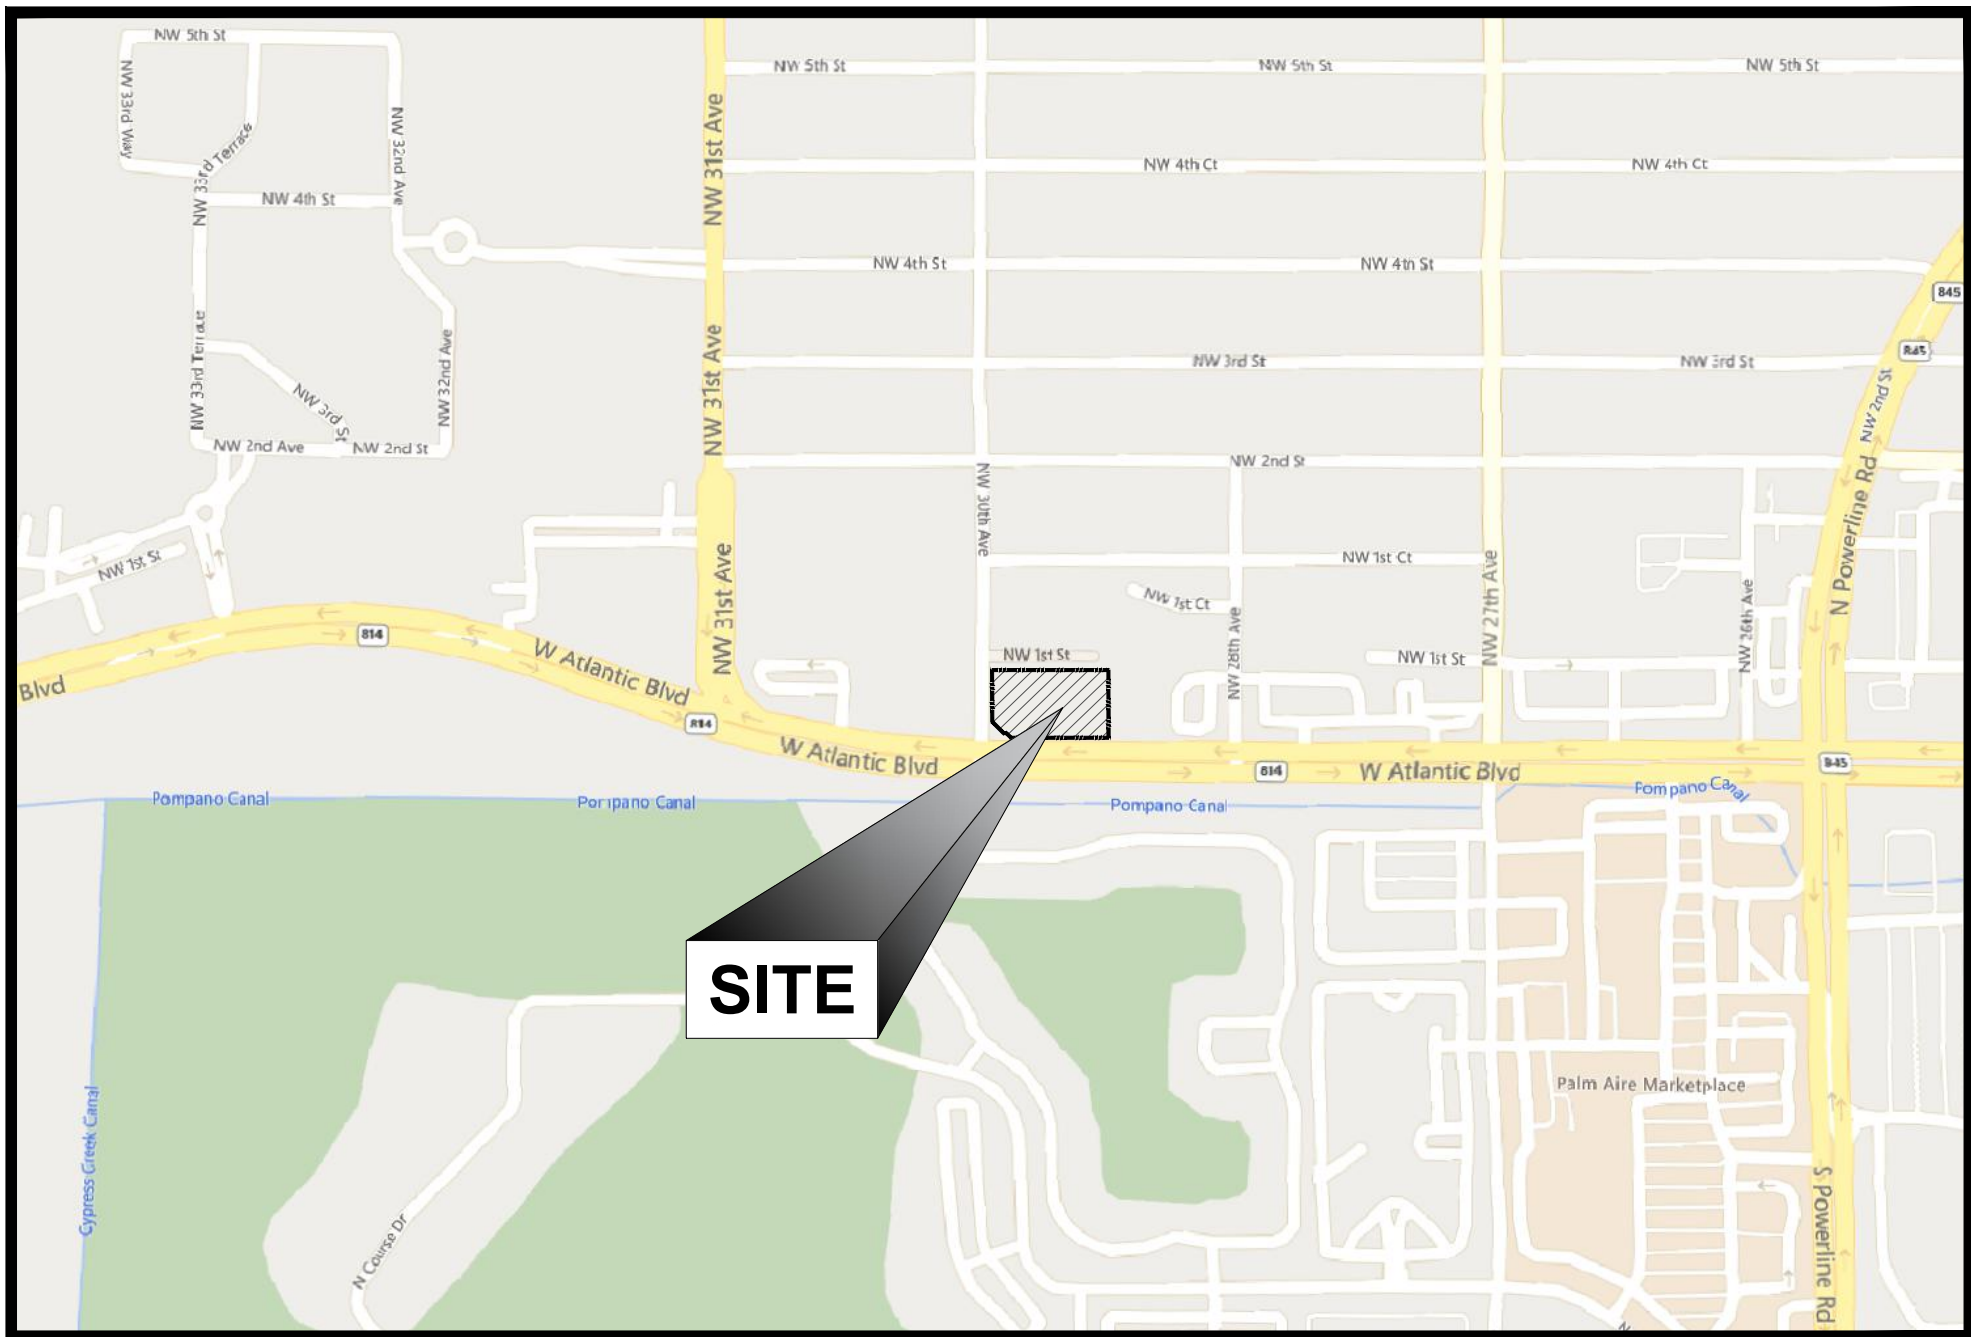 NW 5th St
NW 5th St
NW 5th St
NW 5th St
NW 33rd Way
NW 32nd Ave
NW 31st Ave
NW 33rd Terrace
NW 4th Ct
NW 4th Ct
NW 4th St
NW 4th St
NW 4th St
845
NW 33rd Terrace
NW 32nd Ave
NW 31st Ave
NW 3rd St
NW 3rd St
845
NW 3rd St
NW 2nd St
NW 2nd Ave
NW 2nd St
NW 2nd St
NW 30th Ave
N Powerline Rd
NW 1st St
NW 31st Ave
NW 1st Ct
NW 1st Ct
NW 28th Ave
NW 27th Ave
NW 26th Ave
814
W Atlantic Blvd
NW 1st St
NW 1st St
Blvd
814
W Atlantic Blvd
814
W Atlantic Blvd
845
Pompano Canal
Pompano Canal
Pompano Canal
Pompano Canal
SITE
Palm Aire Marketplace
Cypress Creek Canal
N Course Dr
S Powerline Rd